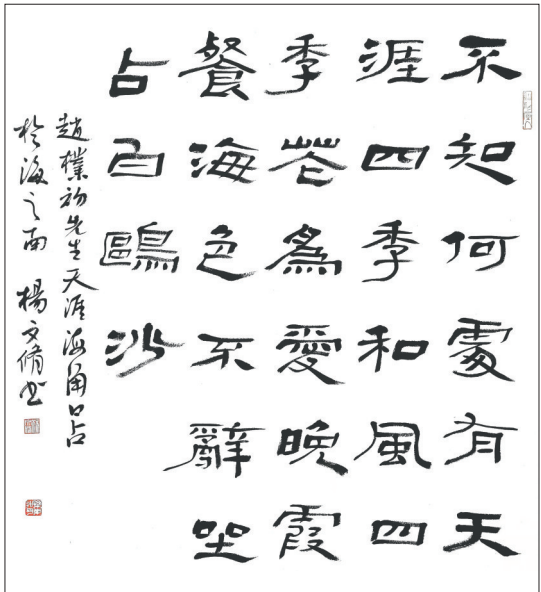 不知何處有天
涯四季和風四
季花為愛晚霞
餐海色不辭坐
占白鷗沙
趙樸初先生天涯海角口占
於海之南 楊文脩書